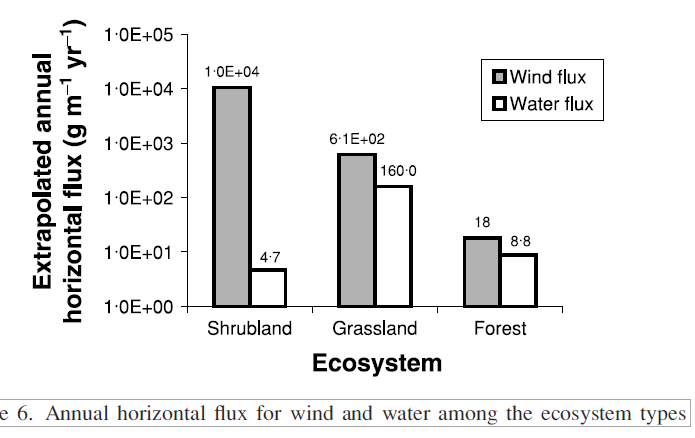 Extrapolated annual
horizontal flux (g m⁻¹ yr⁻¹)
1·0E+05
1·0E+04
1·0E+03
1·0E+02
1·0E+01
1·0E+00
1·0E+04
4·7
6·1E+02
160·0
18
8·8
Wind flux
Water flux
Shrubland Grassland Forest
Ecosystem
e 6. Annual horizontal flux for wind and water among the ecosystem types